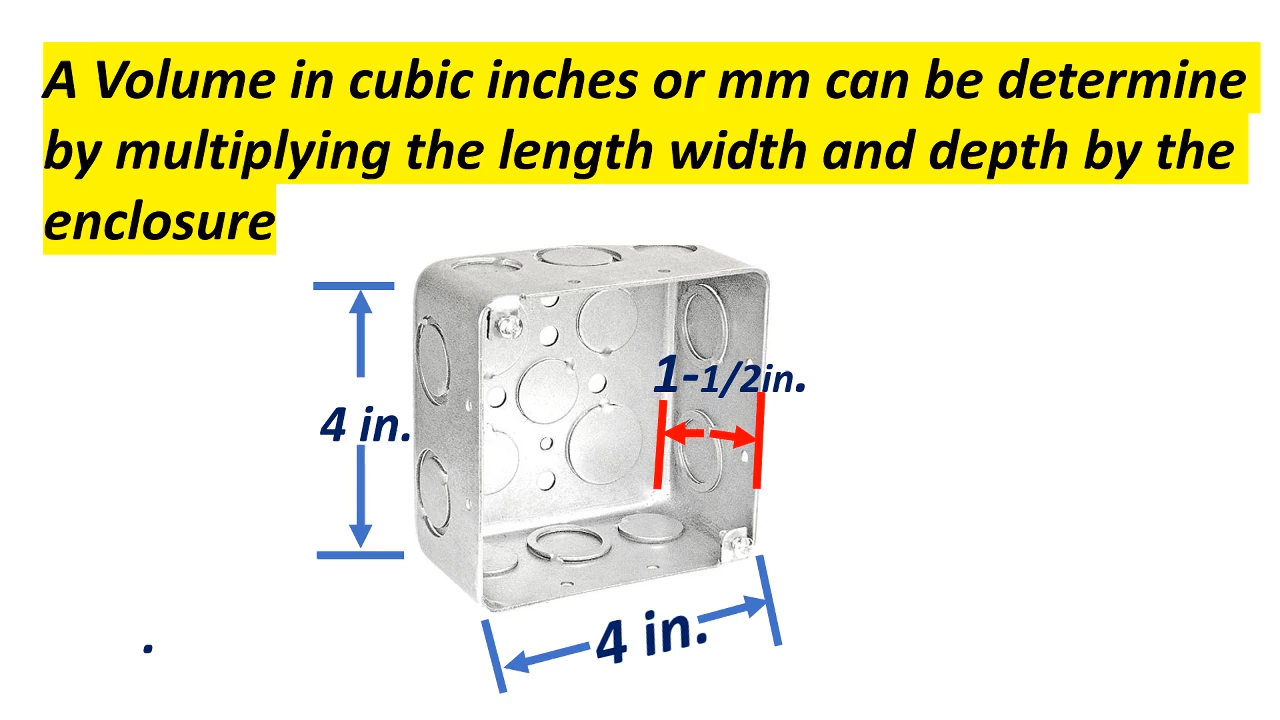 A Volume in cubic inches or mm can be determine
by multiplying the length width and depth by the
enclosure
1-1/2in.
4 in.
4 in.
.